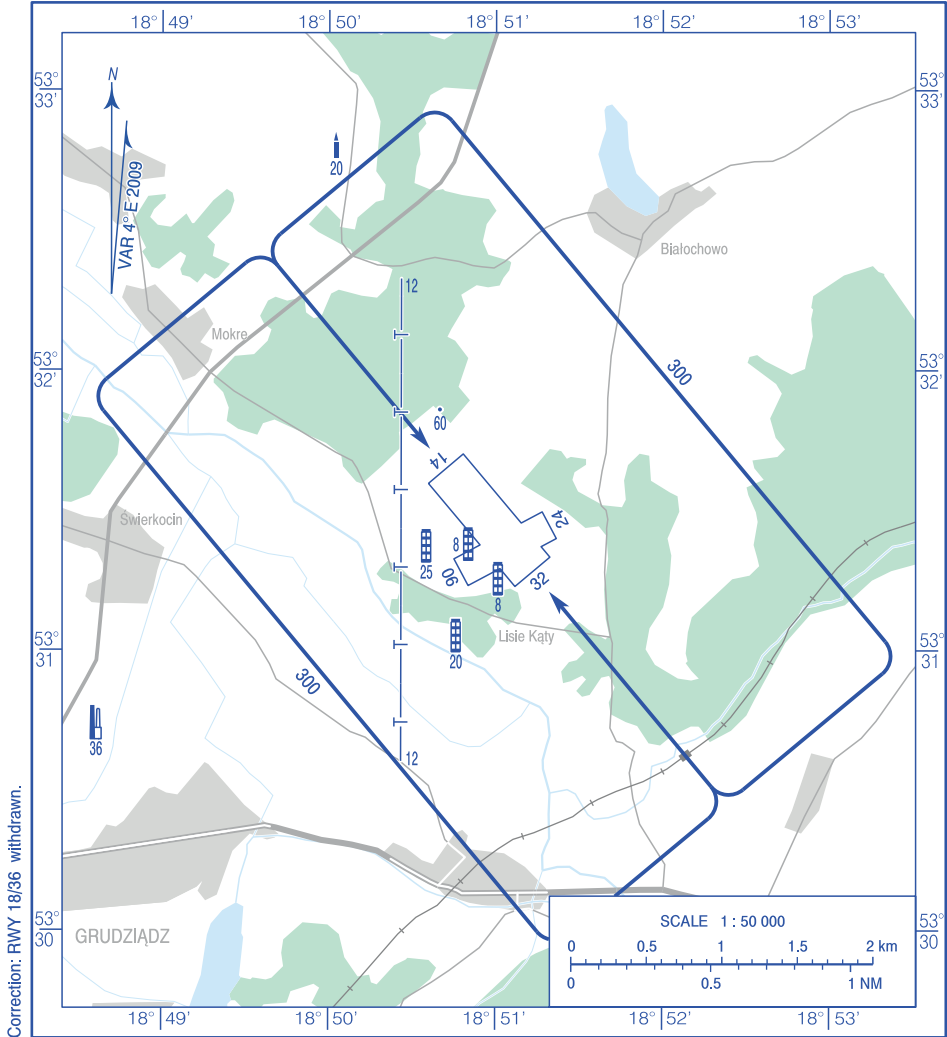 18° 49' 18° 50' 18° 51' 18° 52' 18° 53'
53° 33' 53° 33'
N
VAR 4° E 2009
20
Białochowo
12
Mokre
53° 32' 53° 32'
300
60
14
Świerkocin
24
8
25
06
32
8
Lisie Kąty
20
53° 31 53° 31
300
36
12
53° 30 53° 30
GRUDZIĄDZ
SCALE 1 : 50 000
0 0.5 1 1.5 2 km
0 0.5 1 NM
18° 49' 18° 50' 18° 51' 18° 52' 18° 53'
Correction: RWY 18/36 withdrawn.